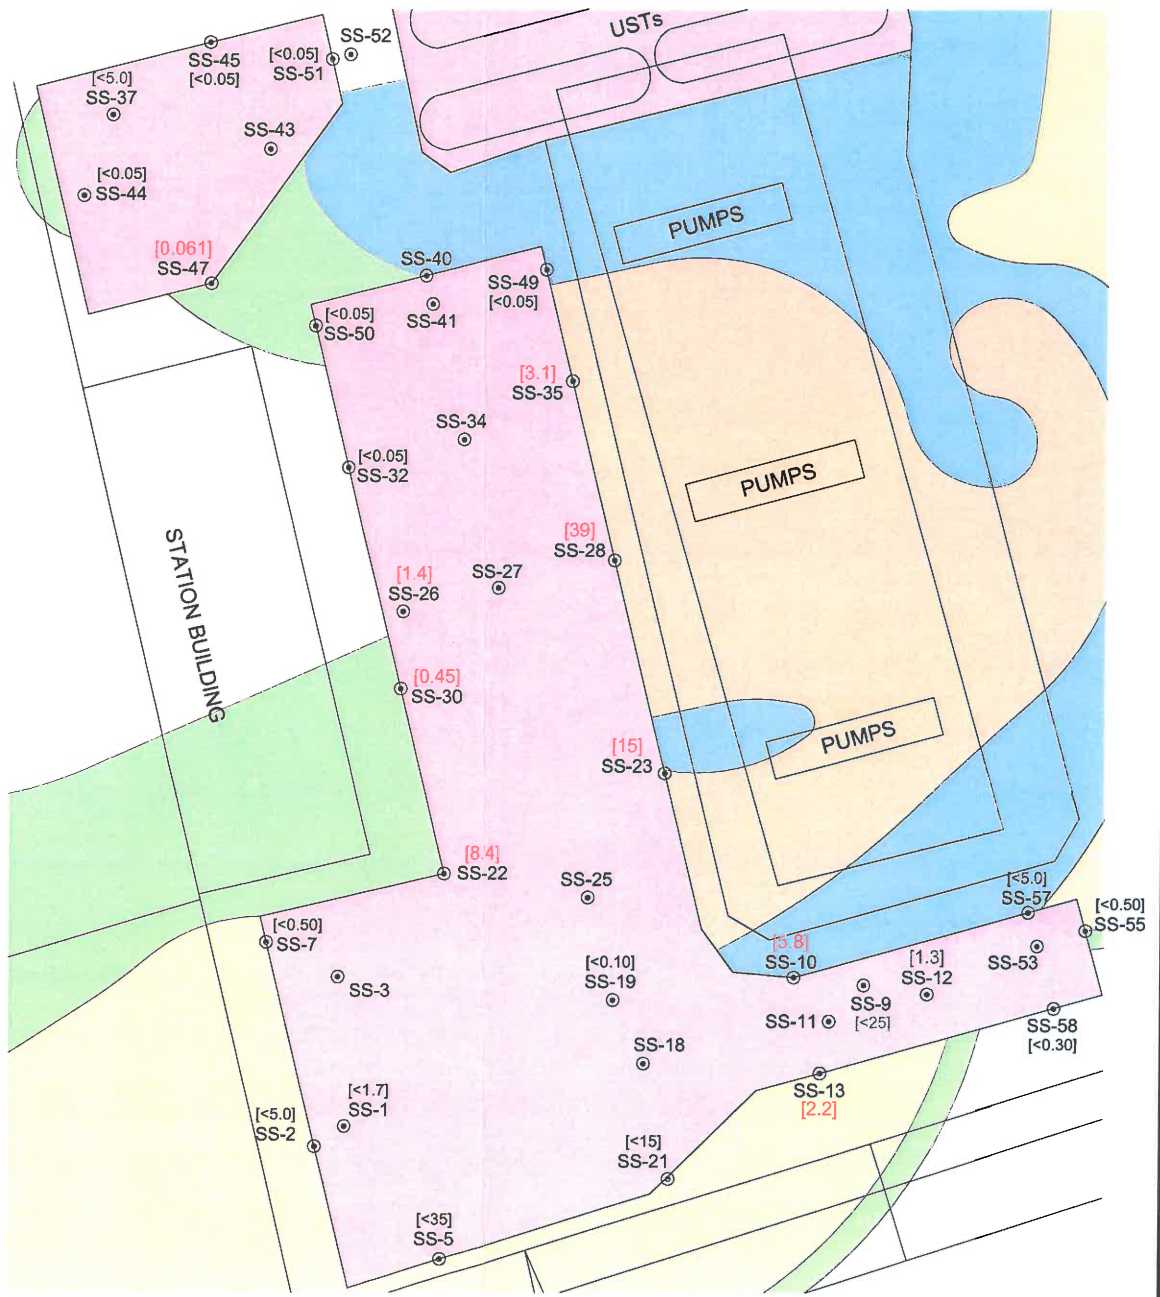 USTs
SS-52
SS-45
[<0.05]
[<0.05]
SS-51
[<5.0]
SS-37
SS-43
[<0.05]
SS-44
PUMPS
[0.061]
SS-47
SS-40
SS-49
[<0.05]
[<0.05]
SS-50
SS-41
[3.1]
SS-35
SS-34
[<0.05]
SS-32
PUMPS
[39]
SS-28
STATION BUILDING
[1.4]
SS-26
SS-27
[0.45]
SS-30
PUMPS
[15]
SS-23
[8.4]
SS-22
SS-25
[<5.0]
SS-57
[<0.50]
SS-55
[<0.50]
SS-7
[5.8]
SS-10
SS-53
[1.3]
SS-12
[<0.10]
SS-19
SS-3
SS-9
[<25]
SS-11
SS-58
[<0.30]
SS-18
SS-13
[2.2]
[<1.7]
SS-1
[<5.0]
SS-2
[<15]
SS-21
[<35]
SS-5